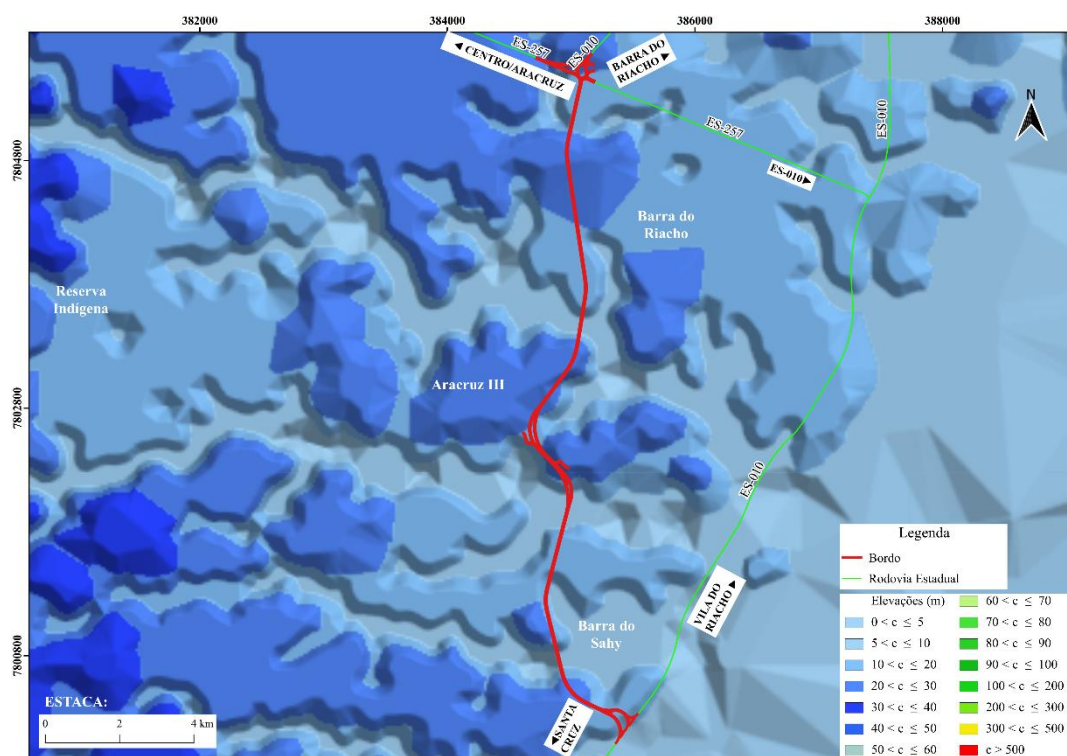 382000
384000
386000
388000
ES-257
ES-010
◄ CENTRO/ARACRUZ
BARRA DO
RIACHO ►
N
7804800
ES-257
ES-010
ES-010►
Barra do
Riacho
Reserva
Indígena
Aracruz III
7802800
ES-010
VILA DO
RIACHO ►
Barra do
Sahy
7800800
◄SANTA
CRUZ
ESTACA:
0 2 4 km
Legenda
Bordo
Rodovia Estadual
Elevações (m)
0 < c ≤ 5
5 < c ≤ 10
10 < c ≤ 20
20 < c ≤ 30
30 < c ≤ 40
40 < c ≤ 50
50 < c ≤ 60
60 < c ≤ 70
70 < c ≤ 80
80 < c ≤ 90
90 < c ≤ 100
100 < c ≤ 200
200 < c ≤ 300
300 < c ≤ 500
c > 500